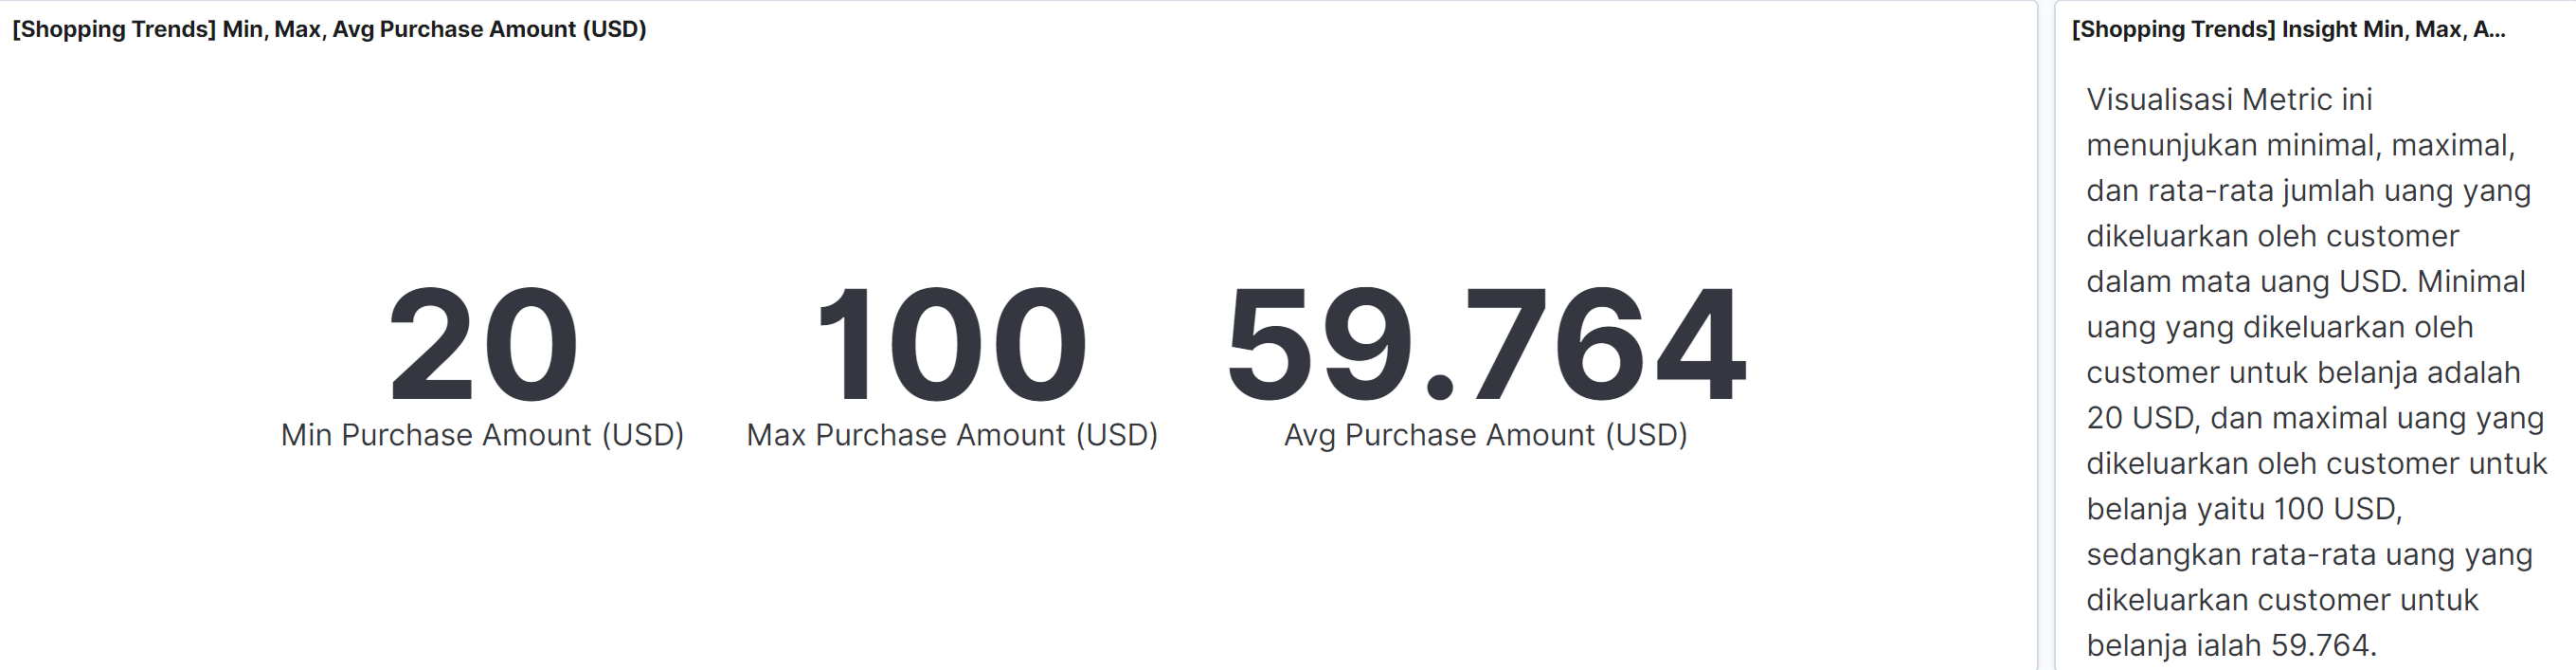 [Shopping Trends] Min, Max, Avg Purchase Amount (USD)
20
Min Purchase Amount (USD)
100
Max Purchase Amount (USD)
59.764
Avg Purchase Amount (USD)
[Shopping Trends] Insight Min, Max, A...
Visualisasi Metric ini
menunjukan minimal, maximal,
dan rata-rata jumlah uang yang
dikeluarkan oleh customer
dalam mata uang USD. Minimal
uang yang dikeluarkan oleh
customer untuk belanja adalah
20 USD, dan maximal uang yang
dikeluarkan oleh customer untuk
belanja yaitu 100 USD,
sedangkan rata-rata uang yang
dikeluarkan customer untuk
belanja ialah 59.764.